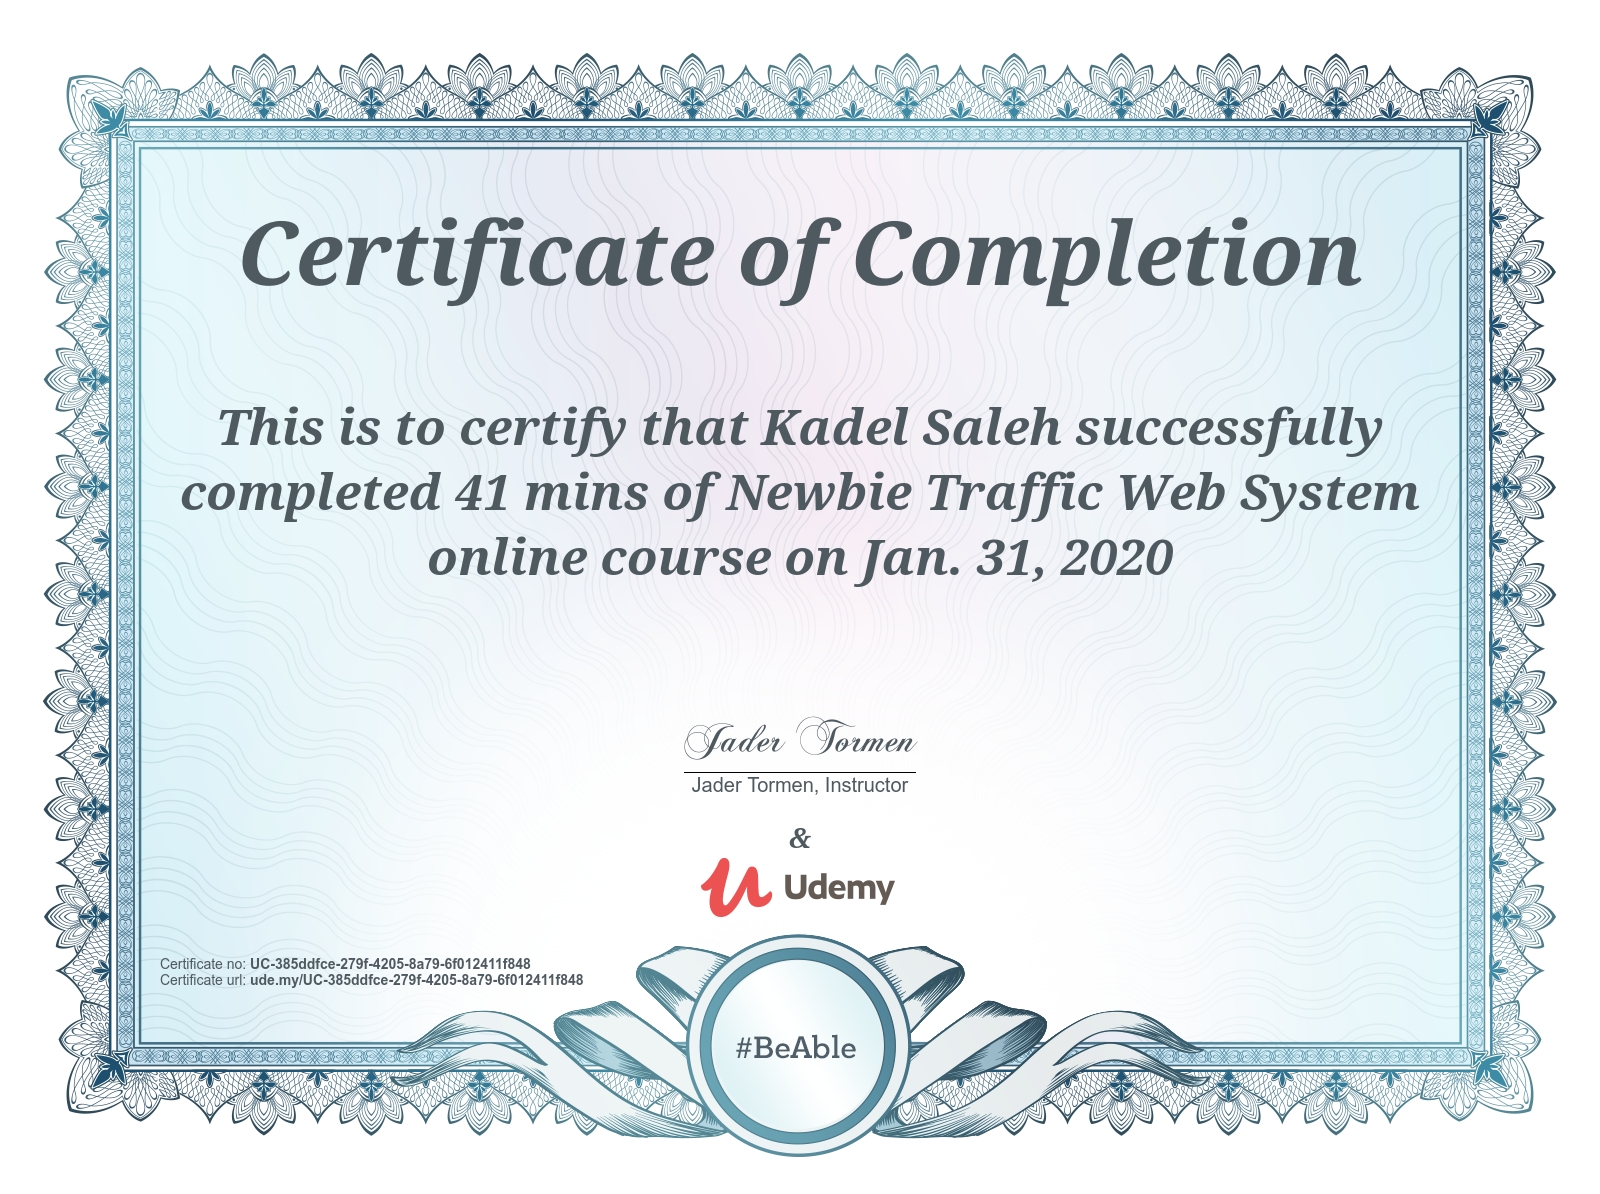 Certificate of Completion
This is to certify that Kadel Saleh successfully
completed 41 mins of Newbie Traffic Web System
online course on Jan. 31, 2020
Jader Tormen
Jader Tormen, Instructor
&
Udemy
Certificate no: UC-385ddfce-279f-4205-8a79-6f012411f848
Certificate url: ude.my/UC-385ddfce-279f-4205-8a79-6f012411f848
#BeAble